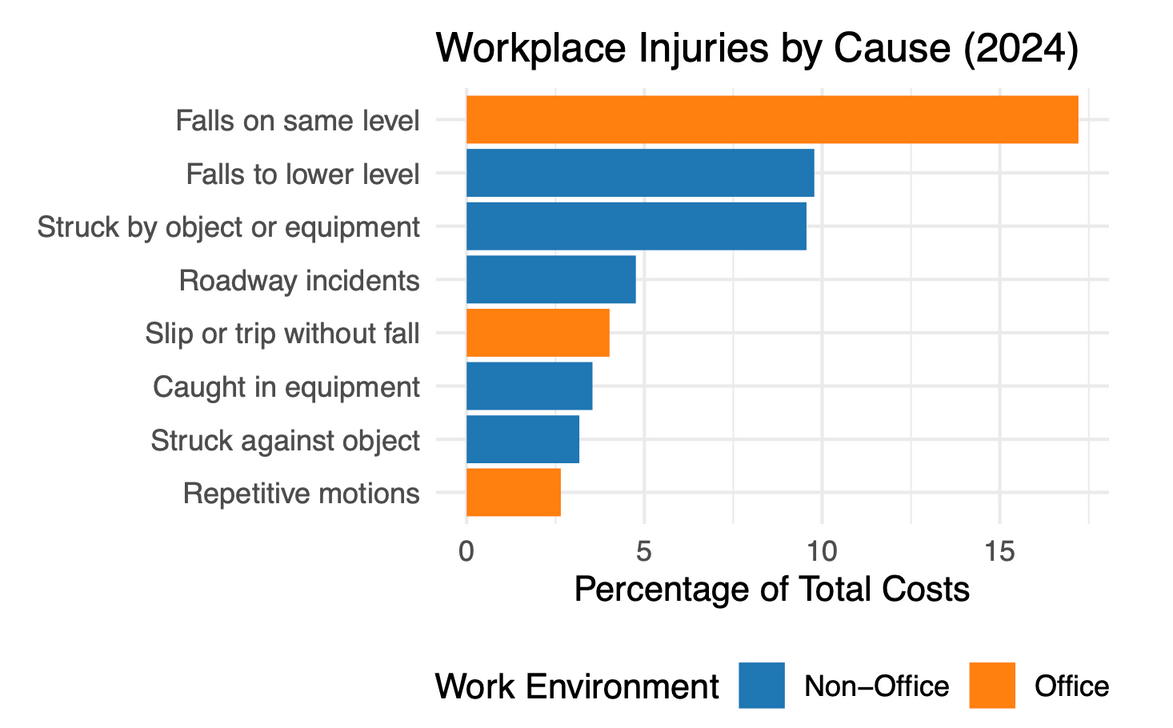 Workplace Injuries by Cause (2024)
Falls on same level
Falls to lower level
Struck by object or equipment
Roadway incidents
Slip or trip without fall
Caught in equipment
Struck against object
Repetitive motions
0 5 10 15
Percentage of Total Costs
Work Environment Non−Office Office